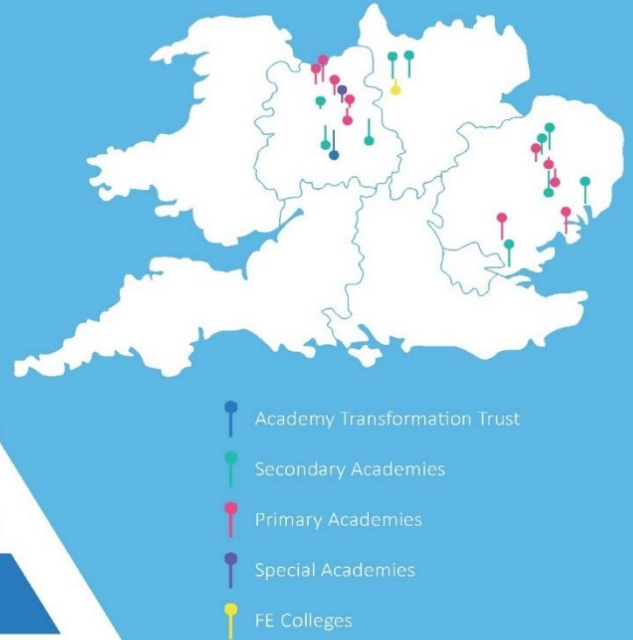 Academy Transformation Trust
Secondary Academies
Primary Academies
Special Academies
FE Colleges